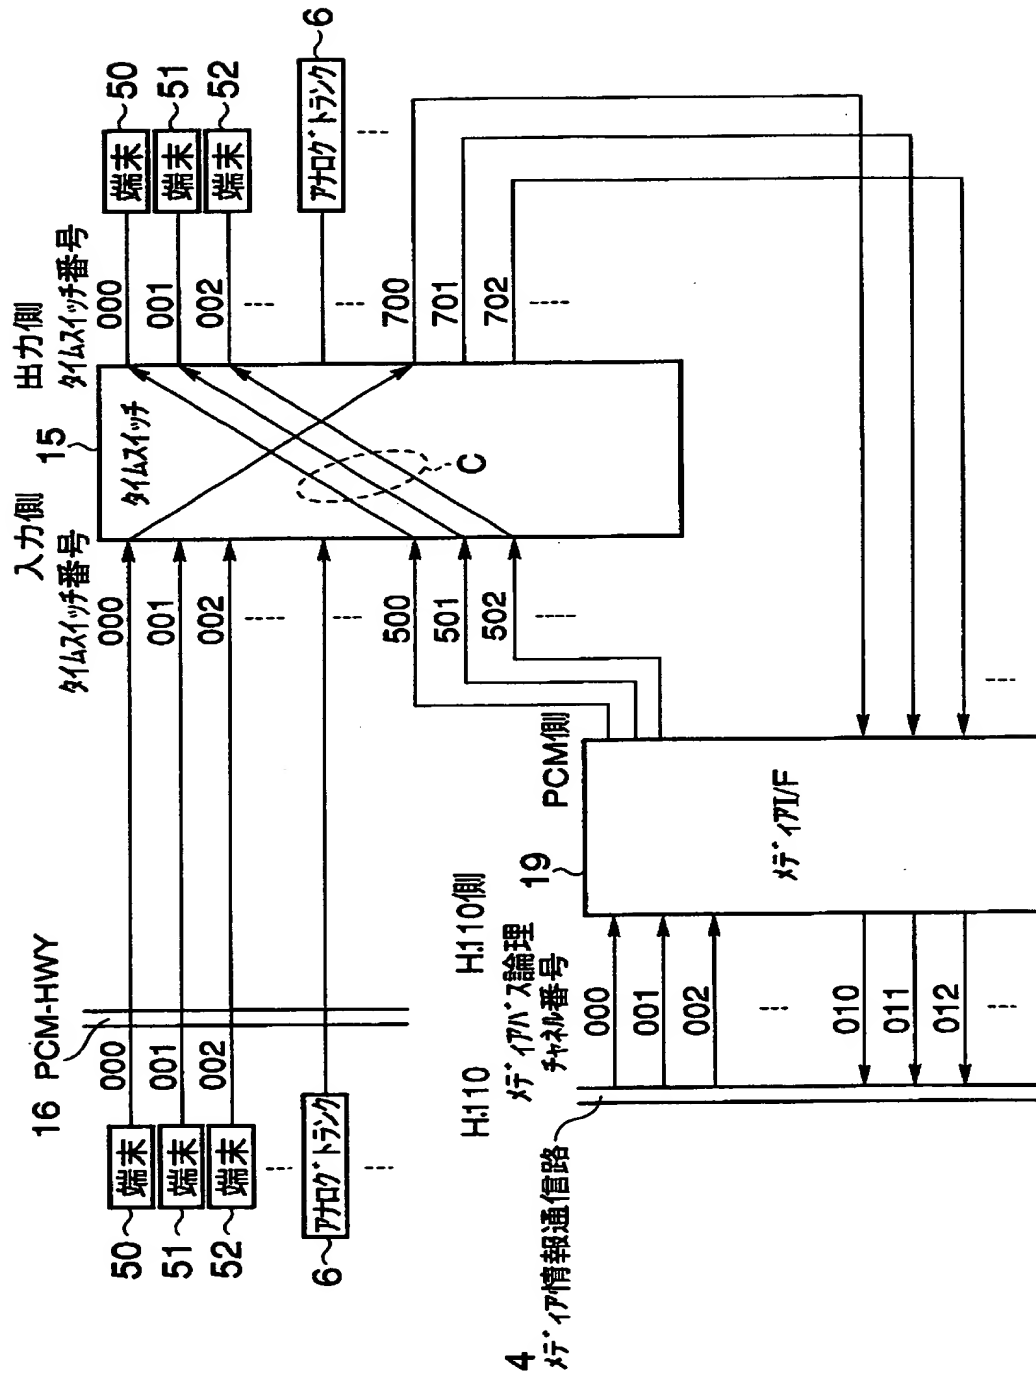 16 PCM-HWY
入力側
タイムスイッチ番号
15
出力側
タイムスイッチ番号
50 端末 000
000
タイムスイッチ
000
端末 50
51 端末 001
001
001
端末 51
52 端末 002
002
002
端末 52
6 アナログトランク
アナログトランク 6
C
500
501
502
700
701
702
4
メディア情報通信路
H.110
メディアバス論理
チャネル番号
H.110側
19
PCM側
000
001
002
メディアI/F
010
011
012